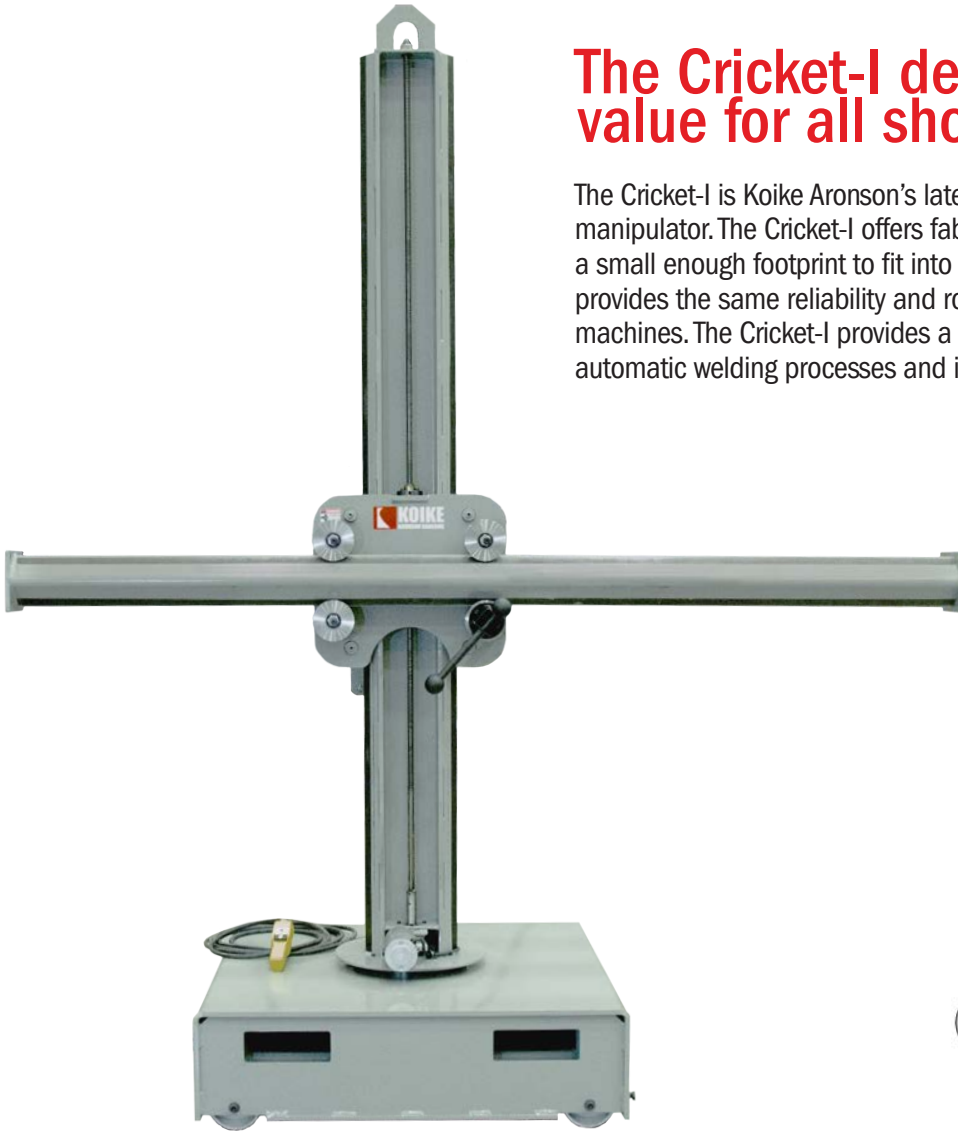 The Cricket-I de
value for all sho
The Cricket-I is Koike Aronson's late
manipulator. The Cricket-I offers fab
a small enough footprint to fit into
provides the same reliability and ro
machines. The Cricket-I provides a
automatic welding processes and i
KOIKE